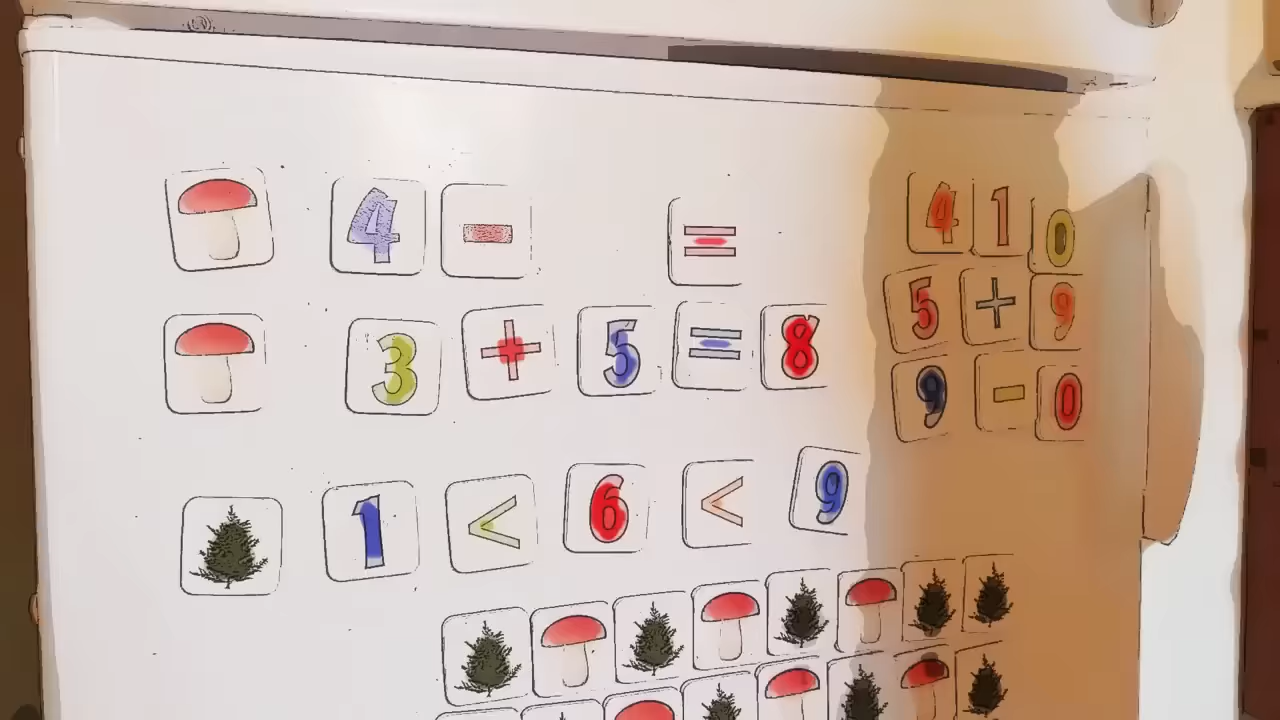 4 - =
3 + 5 = 8
1 < 6 < 9
4 1 0
5 + 9
9 - 0